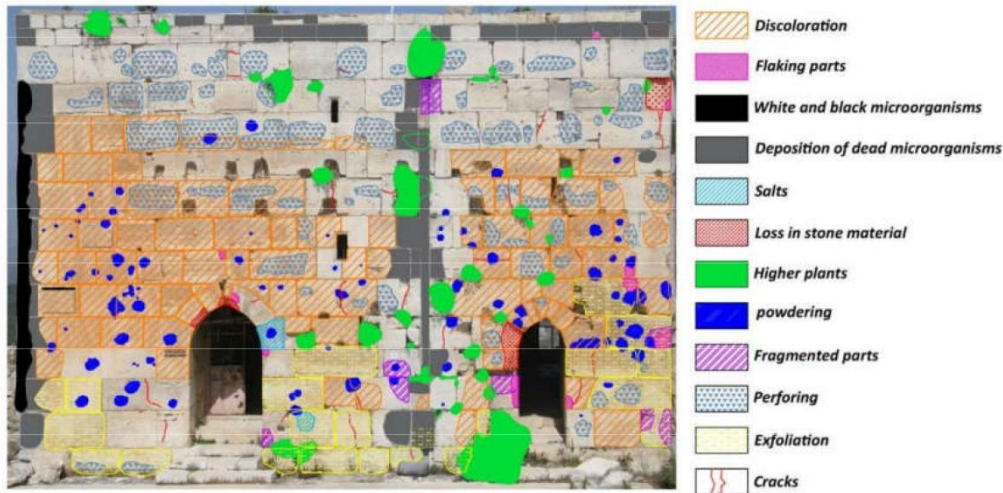 Discoloration
Flaking parts
White and black microorganisms
Deposition of dead microorganisms
Salts
Loss in stone material
Higher plants
powdering
Fragmented parts
Perforing
Exfoliation
Cracks